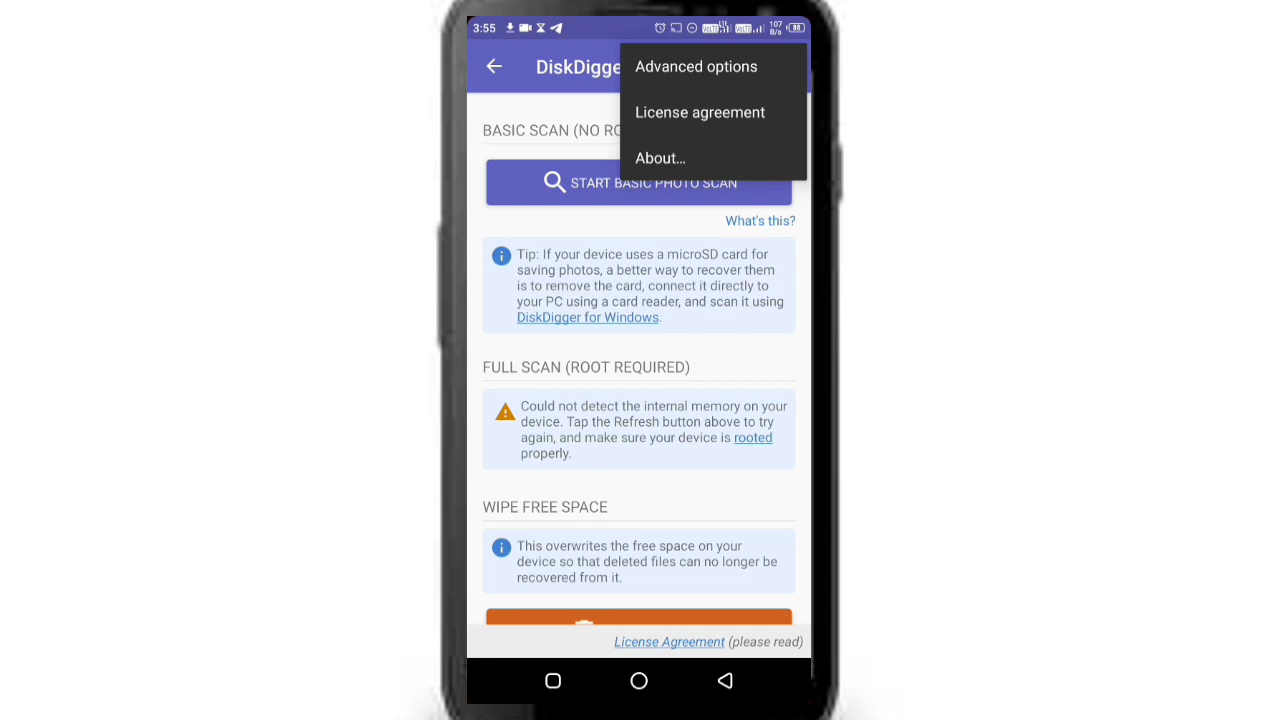 3:55
LTE
VoLTE VoLTE 107 B/s 88
DiskDigge
Advanced options
License agreement
About...
BASIC SCAN (NO RO
START BASIC PHOTO SCAN
What's this?
Tip: If your device uses a microSD card for
saving photos, a better way to recover them
is to remove the card, connect it directly to
your PC using a card reader, and scan it using
DiskDigger for Windows.
FULL SCAN (ROOT REQUIRED)
Could not detect the internal memory on your
device. Tap the Refresh button above to try
again, and make sure your device is rooted
properly.
WIPE FREE SPACE
This overwrites the free space on your
device so that deleted files can no longer be
recovered from it.
License Agreement (please read)